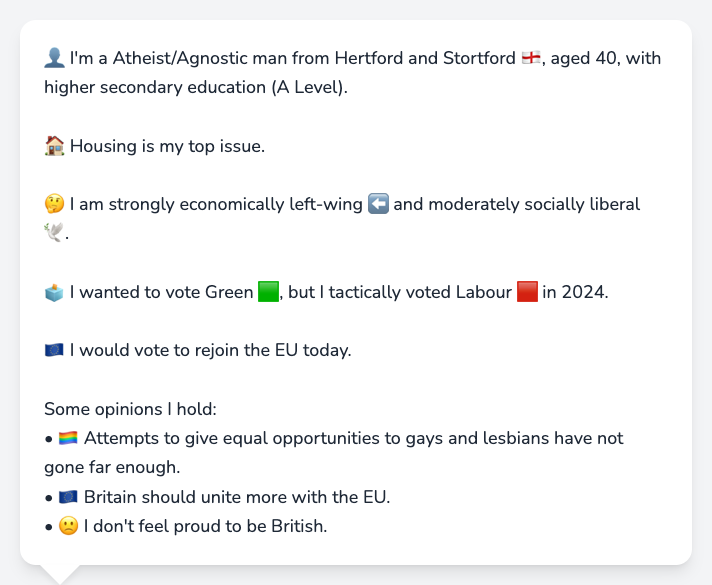 👤 I'm a Atheist/Agnostic man from Hertford and Stortford 🏴󠁧󠁢󠁥󠁮󠁧󠁿, aged 40, with
higher secondary education (A Level).
🏠 Housing is my top issue.
🤔 I am strongly economically left-wing ⬅️ and moderately socially liberal
🕊️.
🗳️ I wanted to vote Green 🟩, but I tactically voted Labour 🟥 in 2024.
🇪🇺 I would vote to rejoin the EU today.
Some opinions I hold:
• 🏳️‍🌈 Attempts to give equal opportunities to gays and lesbians have not
gone far enough.
• 🇪🇺 Britain should unite more with the EU.
• 🙁 I don't feel proud to be British.